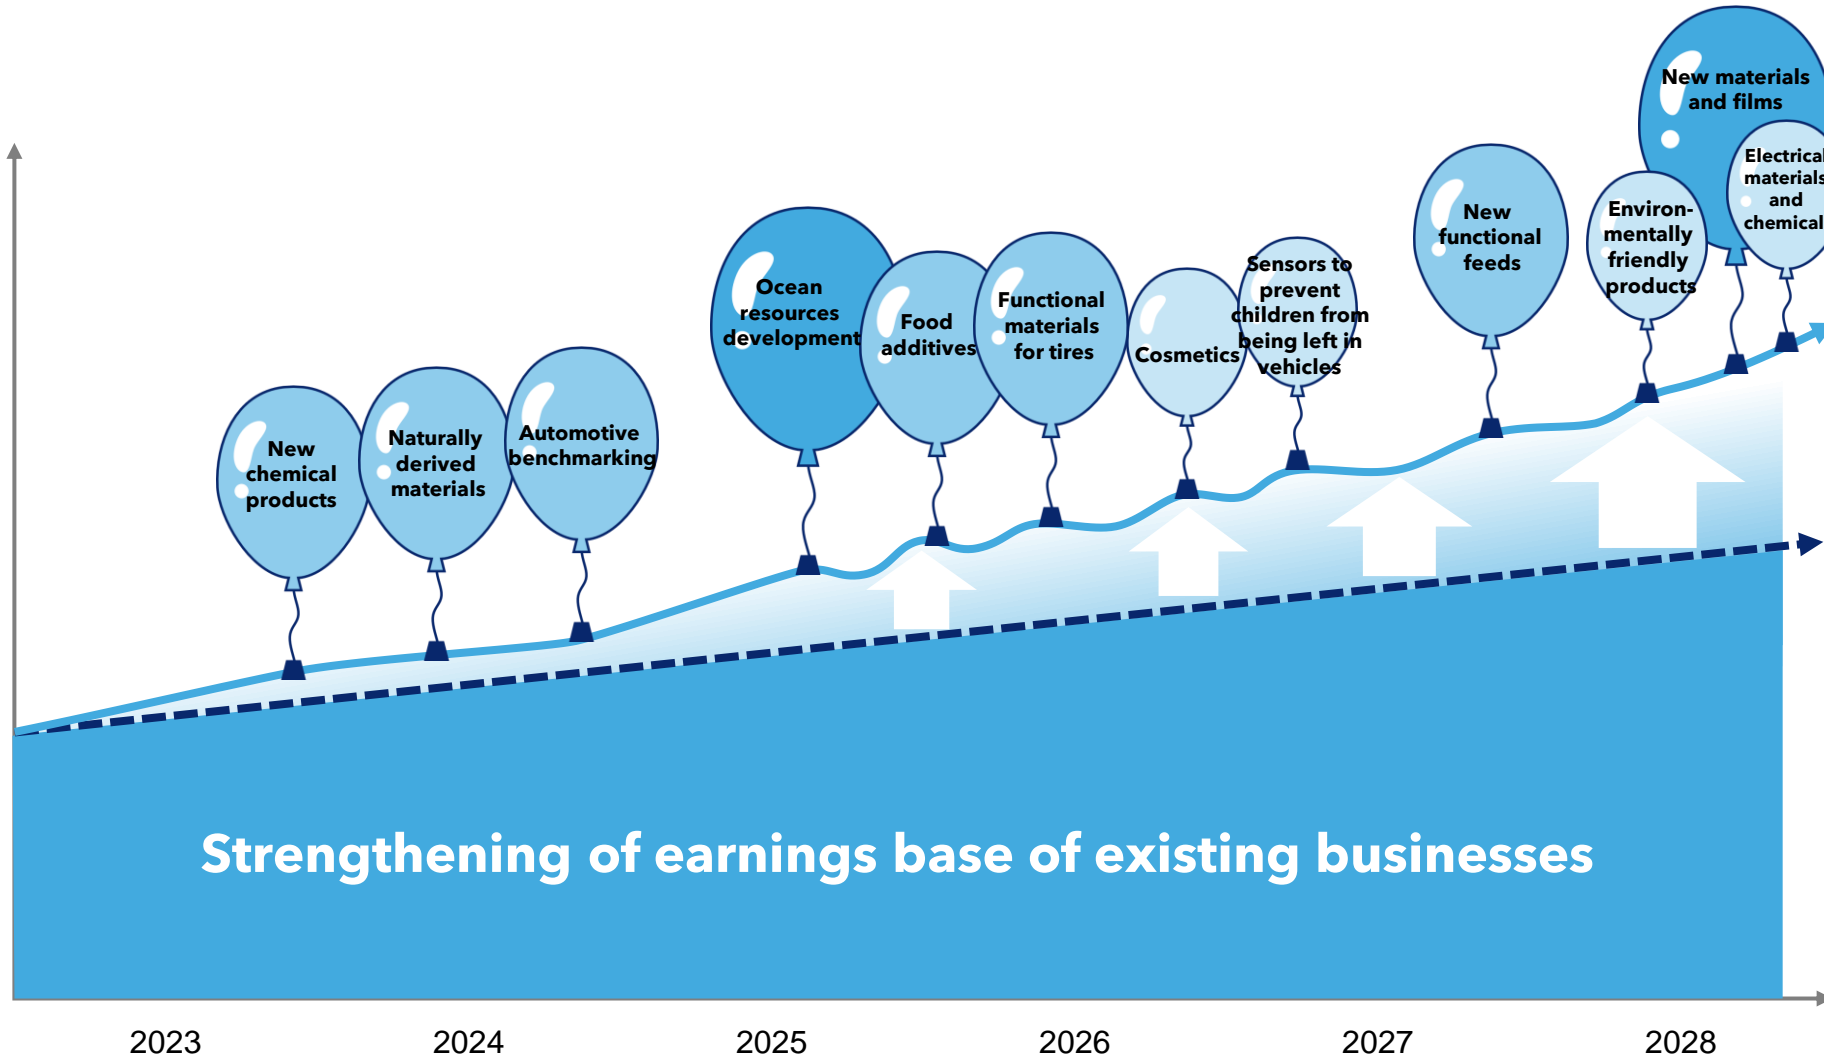 New
chemical
products
Naturally
derived
materials
Automotive
benchmarking
Ocean
resources
development
Food
additives
Functional
materials
for tires
Cosmetics
Sensors to
prevent
children from
being left in
vehicles
New
functional
feeds
Environ-
mentally
friendly
products
New materials
and films
Electrical
materials
and
chemical
Strengthening of earnings base of existing businesses
2023
2024
2025
2026
2027
2028